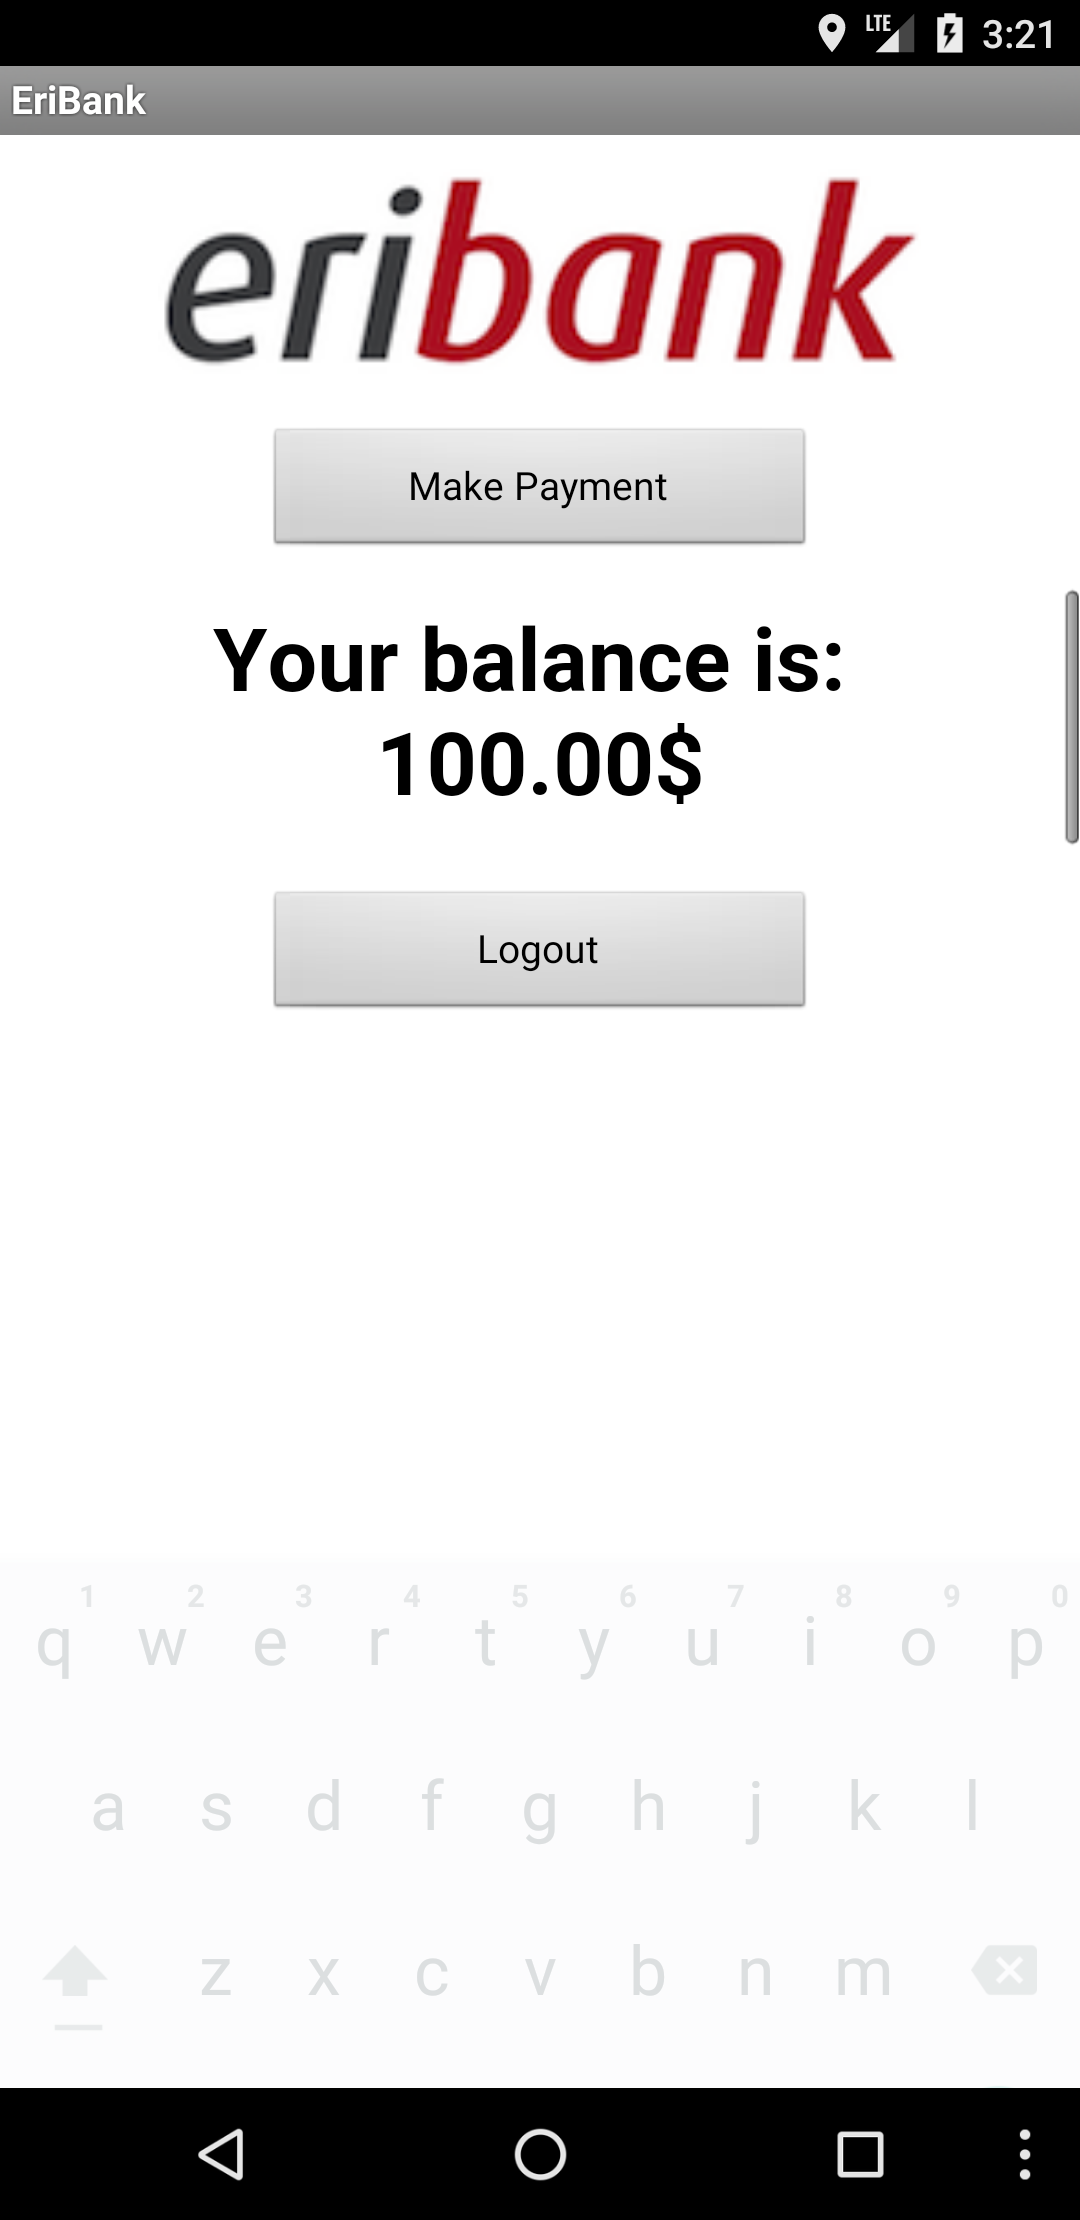 LTE 3:21
EriBank
eribank
Make Payment
Your balance is:
100.00$
Logout
1 2 3 4 5 6 7 8 9 0
q w e r t y u i o p
a s d f g h j k l
z x c v b n m